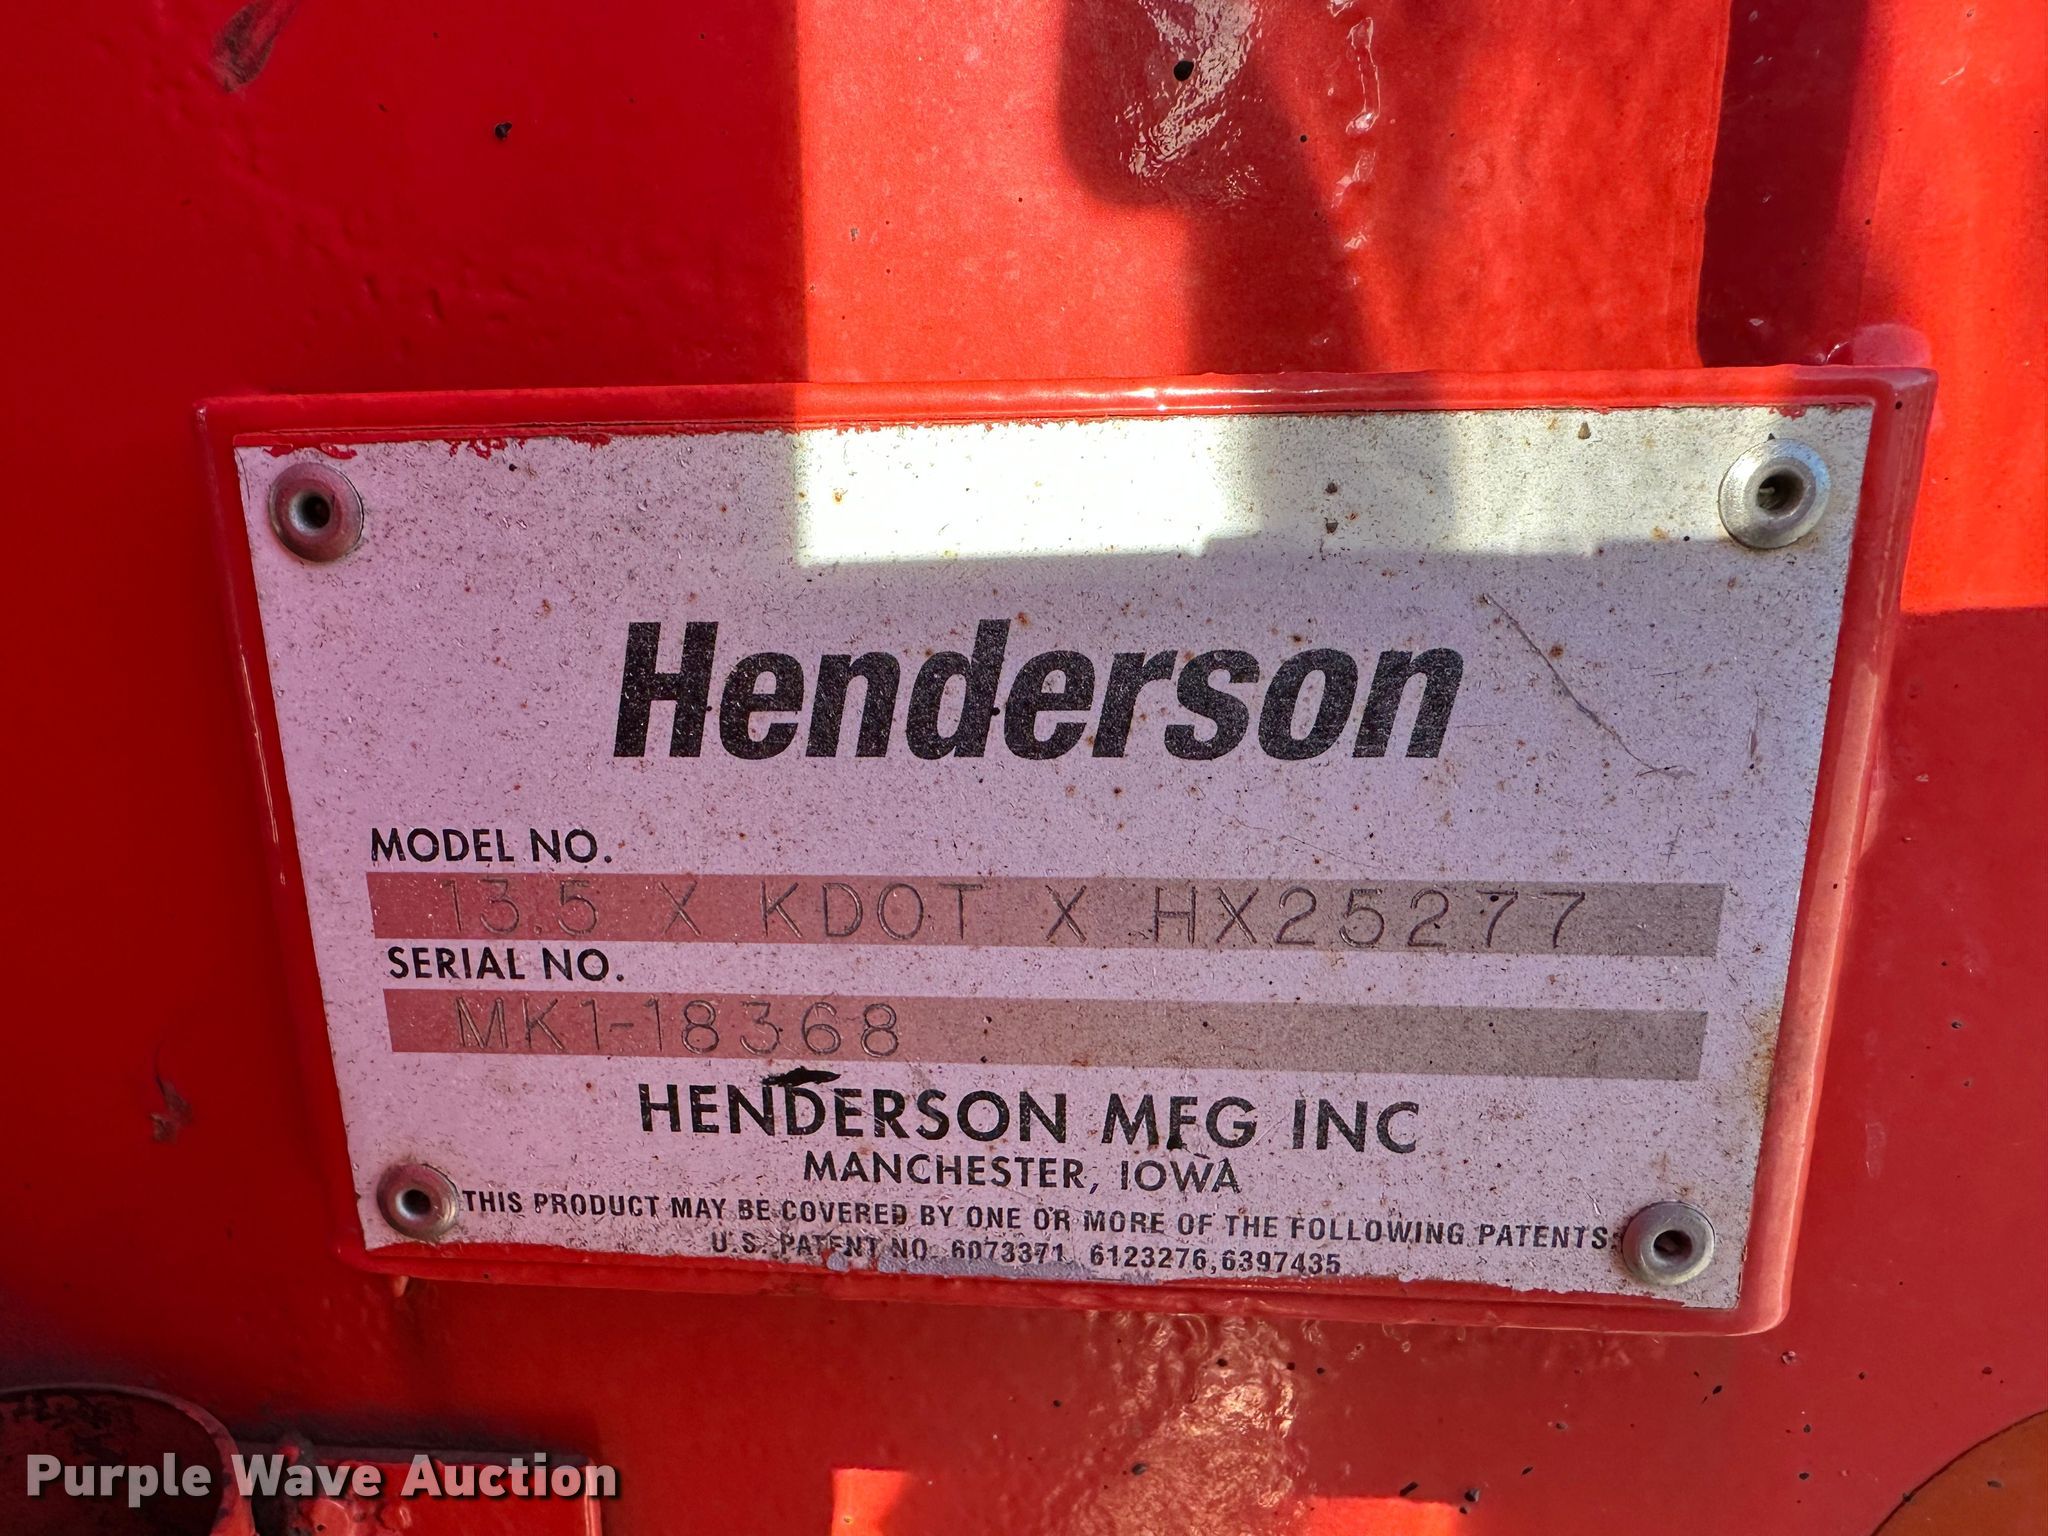 Henderson
MODEL NO.
13.5 X KDOT X HX25277
SERIAL NO.
MK1-18368
HENDERSON MFG INC
MANCHESTER, IOWA
THIS PRODUCT MAY BE COVERED BY ONE OR MORE OF THE FOLLOWING PATENTS:
U.S. PATENT NO. 6073371, 6123276,6397435
Purple Wave Auction